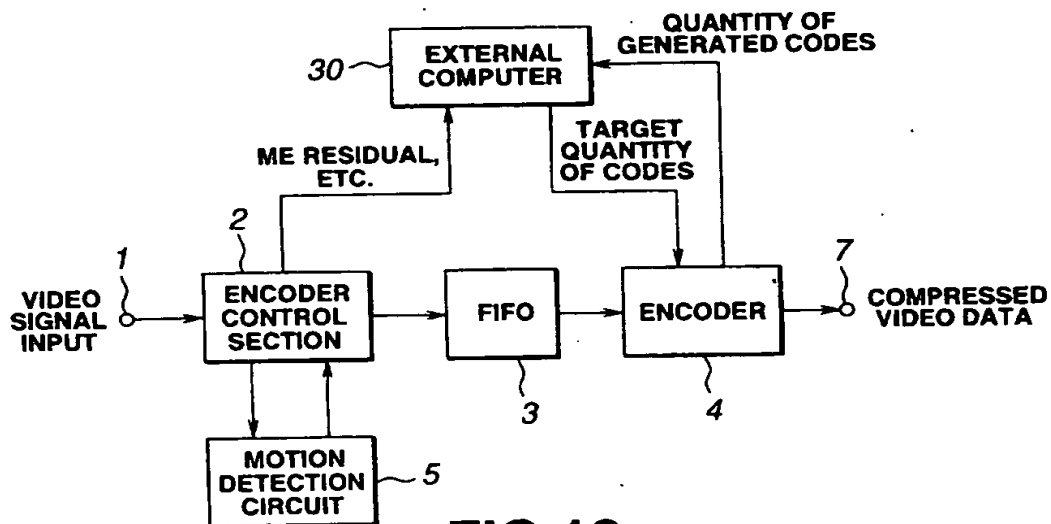 QUANTITY OF
GENERATED CODES
30
EXTERNAL
COMPUTER
TARGET
QUANTITY
OF CODES
ME RESIDUAL,
ETC.
1
2
7
VIDEO
SIGNAL
INPUT
ENCODER
CONTROL
SECTION
FIFO
ENCODER
COMPRESSED
VIDEO DATA
3
4
MOTION
DETECTION
CIRCUIT
5